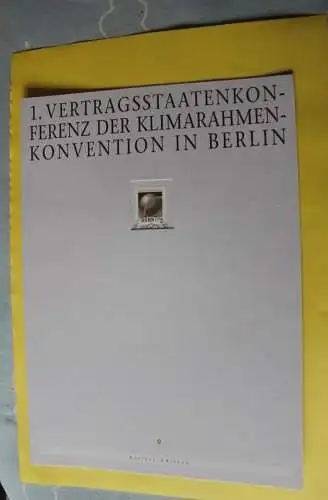 1. VERTRAGSSTAATENKON-
FERENZ DER KLIMARAHMEN-
KONVENTION IN BERLIN